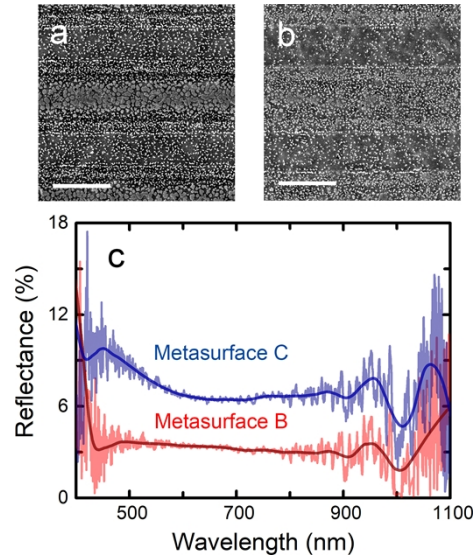 a
b
18
12
6
0
c
Metasurface C
Metasurface B
Reflectance (%)
500
700
900
1100
Wavelength (nm)